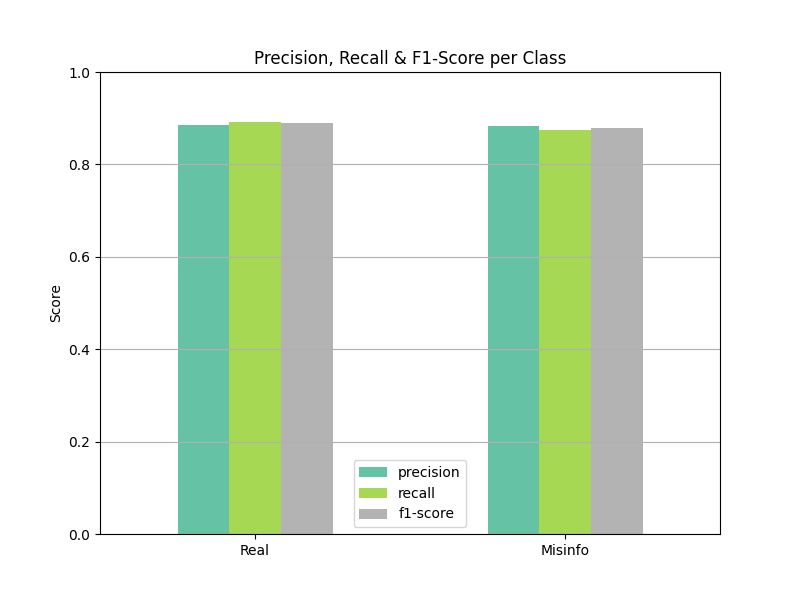 Precision, Recall & F1-Score per Class
1.0
0.8
0.6
0.4
0.2
0.0
Score
precision
recall
f1-score
Real
Misinfo